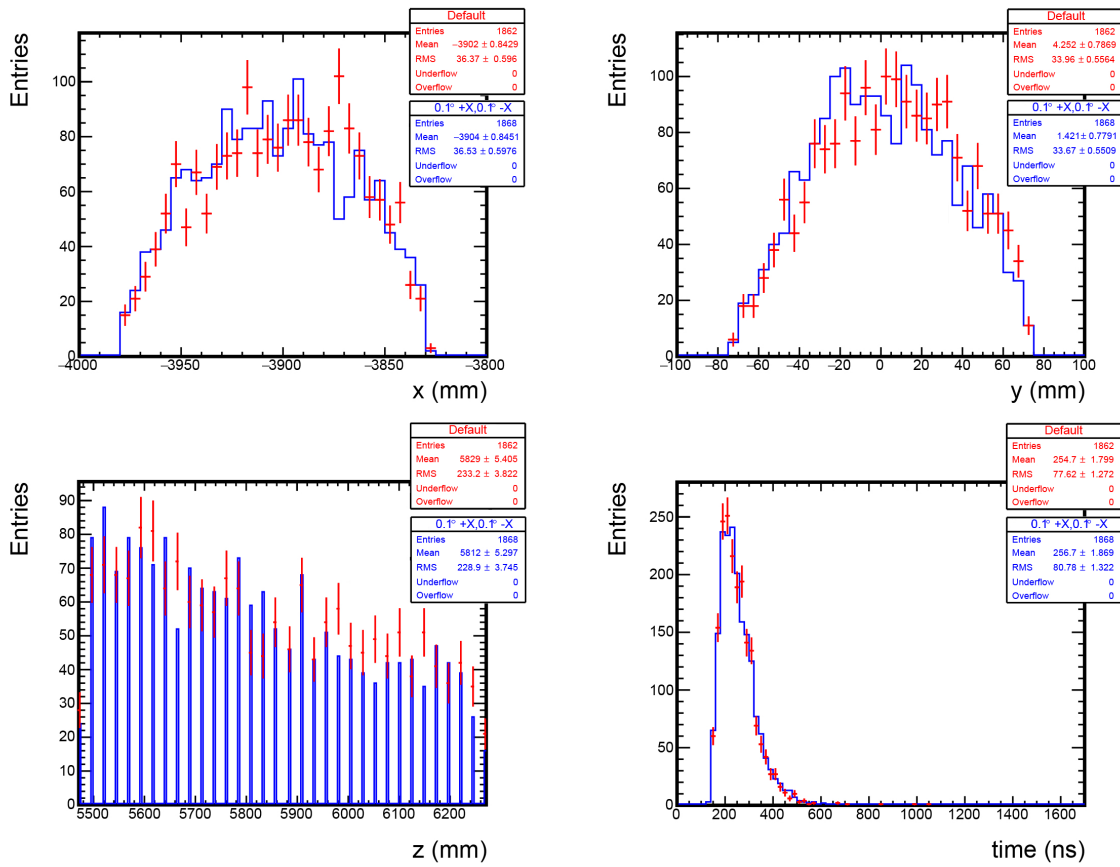 Default
Entries 1862
Mean −3902 ± 0.8429
RMS 36.37 ± 0.596
Underflow 0
Overflow 0
0.1° +X,0.1° -X
Entries 1868
Mean −3904 ± 0.8451
RMS 36.53 ± 0.5976
Underflow 0
Overflow 0
Entries
100
80
60
40
20
0
−4000 −3950 −3900 −3850 −3800
x (mm)
Default
Entries 1862
Mean 4.252 ± 0.7869
RMS 33.96 ± 0.5564
Underflow 0
Overflow 0
0.1° +X,0.1° -X
Entries 1868
Mean 1.421 ± 0.7791
RMS 33.67 ± 0.5509
Underflow 0
Overflow 0
Entries
100
80
60
40
20
0
−100 −80 −60 −40 −20 0 20 40 60 80 100
y (mm)
Default
Entries 1862
Mean 5829 ± 5.405
RMS 233.2 ± 3.822
Underflow 0
Overflow 0
0.1° +X,0.1° -X
Entries 1868
Mean 5812 ± 5.297
RMS 228.9 ± 3.745
Underflow 0
Overflow 0
Entries
90
80
70
60
50
40
30
20
10
0
5500 5600 5700 5800 5900 6000 6100 6200
z (mm)
Default
Entries 1862
Mean 254.7 ± 1.799
RMS 77.62 ± 1.272
Underflow 0
Overflow 0
0.1° +X,0.1° -X
Entries 1868
Mean 256.7 ± 1.869
RMS 80.78 ± 1.322
Underflow 0
Overflow 0
Entries
250
200
150
100
50
0
0 200 400 600 800 1000 1200 1400 1600
time (ns)